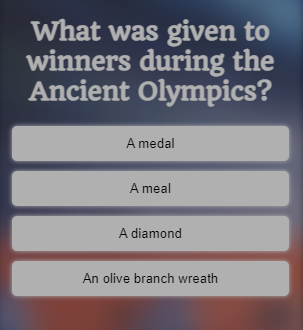 What was given to
winners during the
Ancient Olympics?
A medal
A meal
A diamond
An olive branch wreath